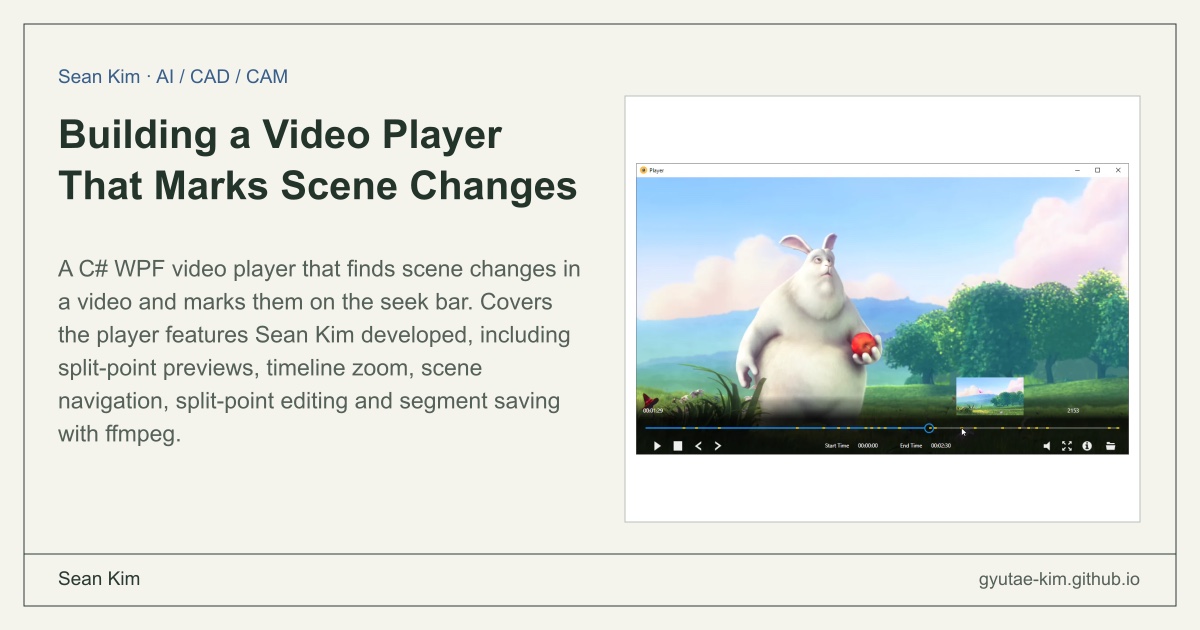 Sean Kim · AI / CAD / CAM
Building a Video Player
That Marks Scene Changes
A C# WPF video player that finds scene changes in
a video and marks them on the seek bar. Covers
the player features Sean Kim developed, including
split-point previews, timeline zoom, scene
navigation, split-point editing and segment saving
with ffmpeg.
Player
00:01:29
2153
Start Time 00:00:00 End Time 00:02:30
Sean Kim
gyutae-kim.github.io